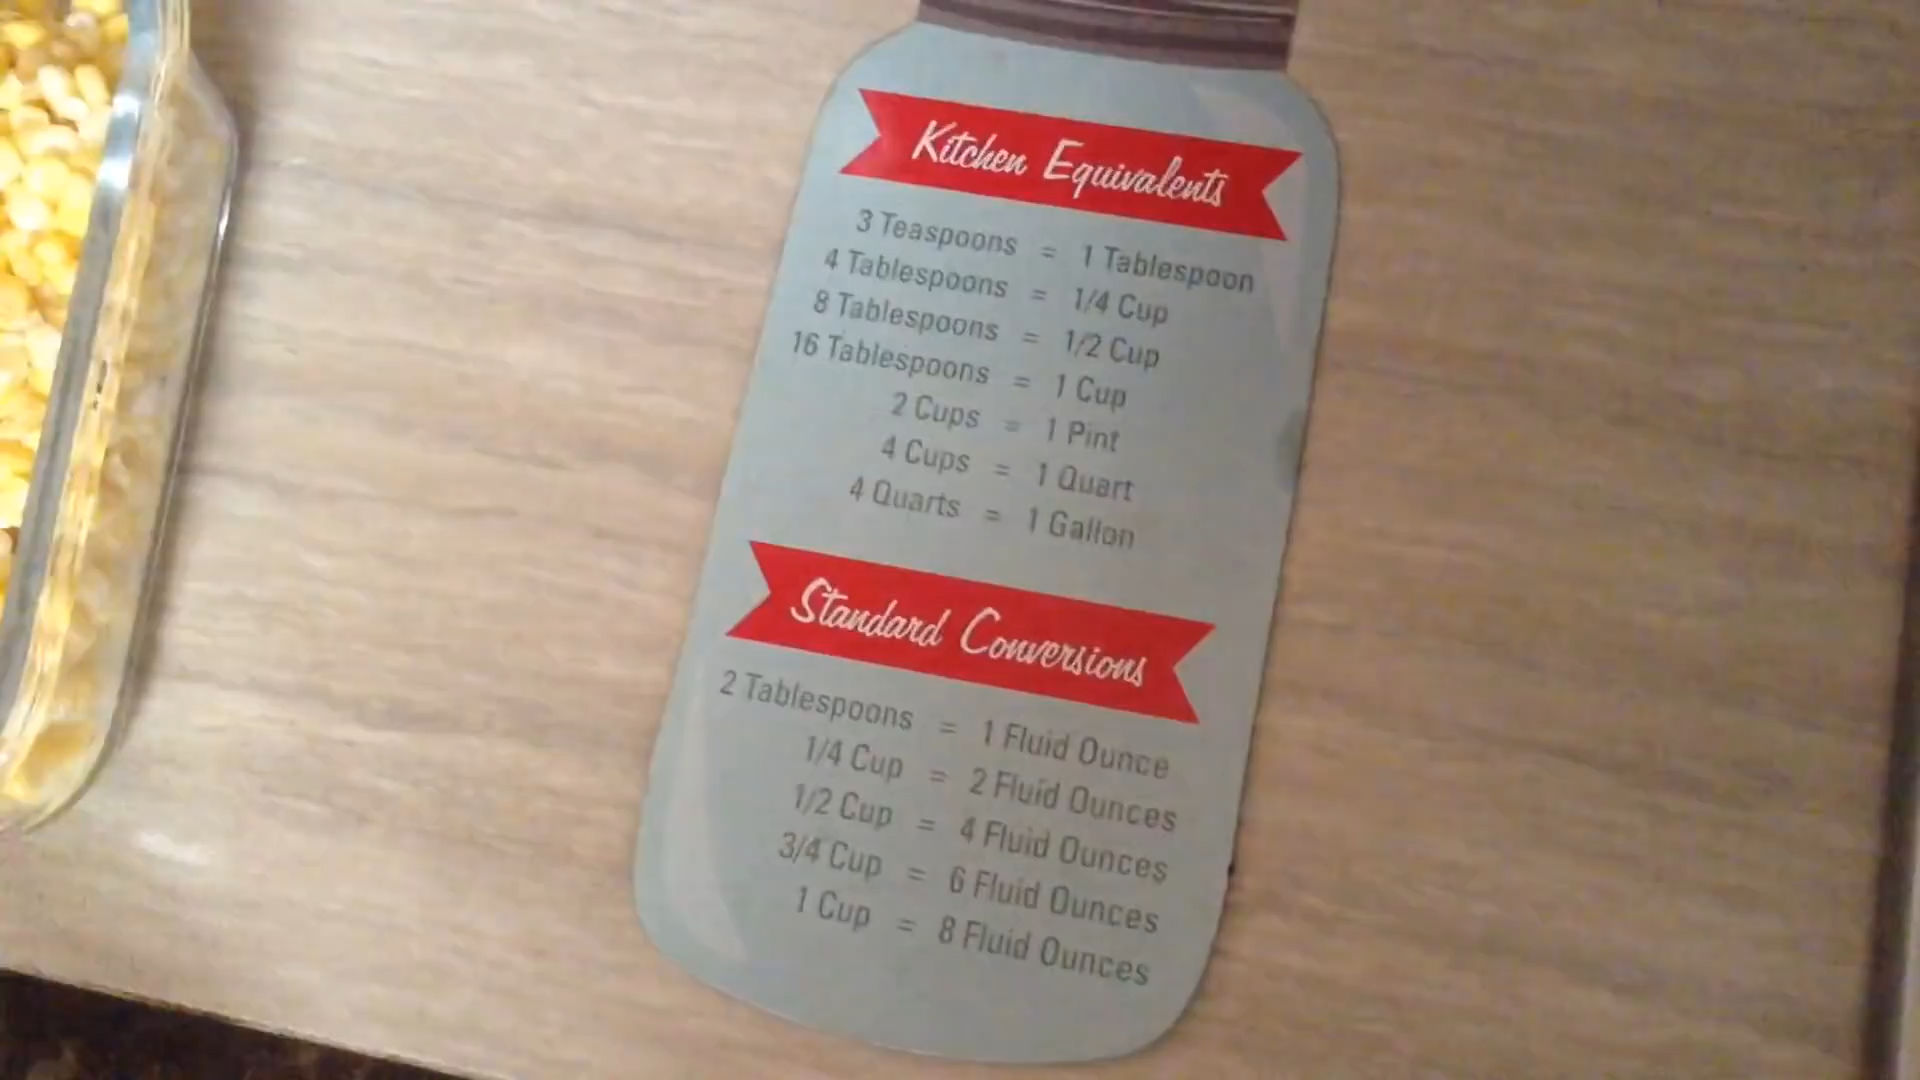 Kitchen Equivalents
3 Teaspoons = 1 Tablespoon
4 Tablespoons = 1/4 Cup
8 Tablespoons = 1/2 Cup
16 Tablespoons = 1 Cup
2 Cups = 1 Pint
4 Cups = 1 Quart
4 Quarts = 1 Gallon
Standard Conversions
2 Tablespoons = 1 Fluid Ounce
1/4 Cup = 2 Fluid Ounces
1/2 Cup = 4 Fluid Ounces
3/4 Cup = 6 Fluid Ounces
1 Cup = 8 Fluid Ounces